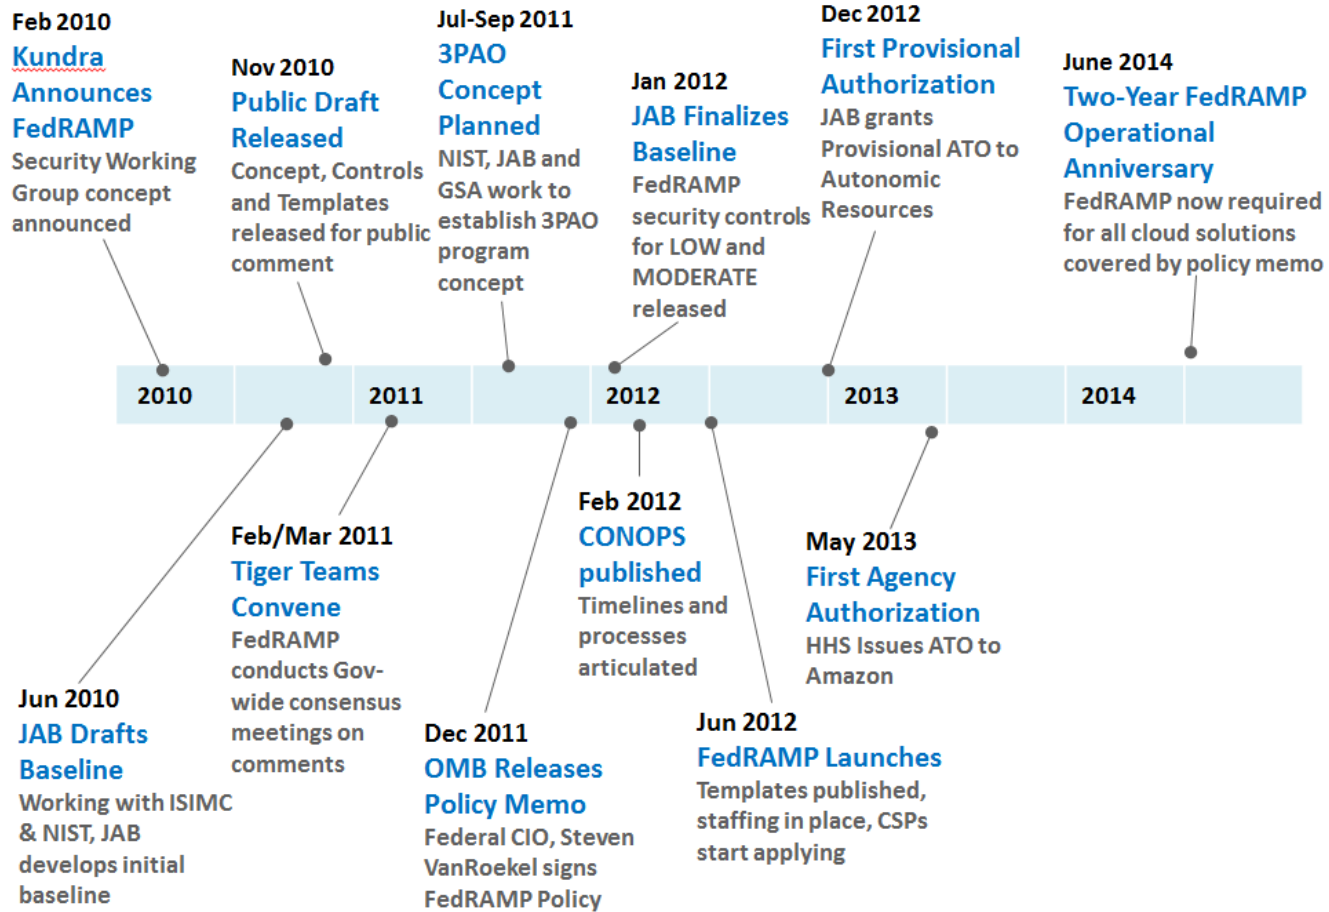 Feb 2010
Kundra
Announces
FedRAMP
Security Working
Group concept
announced
Nov 2010
Public Draft
Released
Concept, Controls
and Templates
released for public
comment
Jul-Sep 2011
3PAO
Concept
Planned
NIST, JAB and
GSA work to
establish 3PAO
program
concept
Jan 2012
JAB Finalizes
Baseline
FedRAMP
security controls
for LOW and
MODERATE
released
Dec 2012
First Provisional
Authorization
JAB grants
Provisional ATO to
Autonomic
Resources
June 2014
Two-Year FedRAMP
Operational
Anniversary
FedRAMP now required
for all cloud solutions
covered by policy memo
2010
2011
2012
2013
2014
Jun 2010
JAB Drafts
Baseline
Working with ISIMC
& NIST, JAB
develops initial
baseline
Feb/Mar 2011
Tiger Teams
Convene
FedRAMP
conducts Gov-
wide consensus
meetings on
comments
Dec 2011
OMB Releases
Policy Memo
Federal CIO, Steven
VanRoekel signs
FedRAMP Policy
Feb 2012
CONOPS
published
Timelines and
processes
articulated
Jun 2012
FedRAMP Launches
Templates published,
staffing in place, CSPs
start applying
May 2013
First Agency
Authorization
HHS Issues ATO to
Amazon